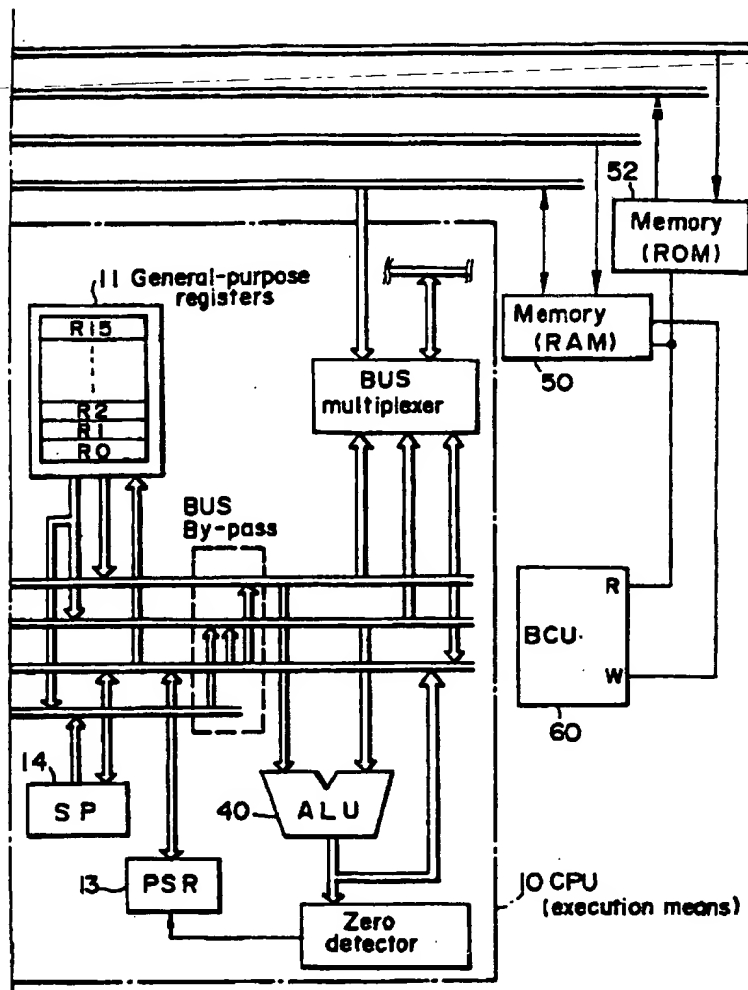 52
Memory
(ROM)
11 General-purpose
registers
R15
R2
R1
R0
Memory
(RAM)
50
BUS
multiplexer
BUS
By-pass
R
BCU
W
60
14
SP
40
ALU
13
PSR
10 CPU
(execution means)
Zero
detector